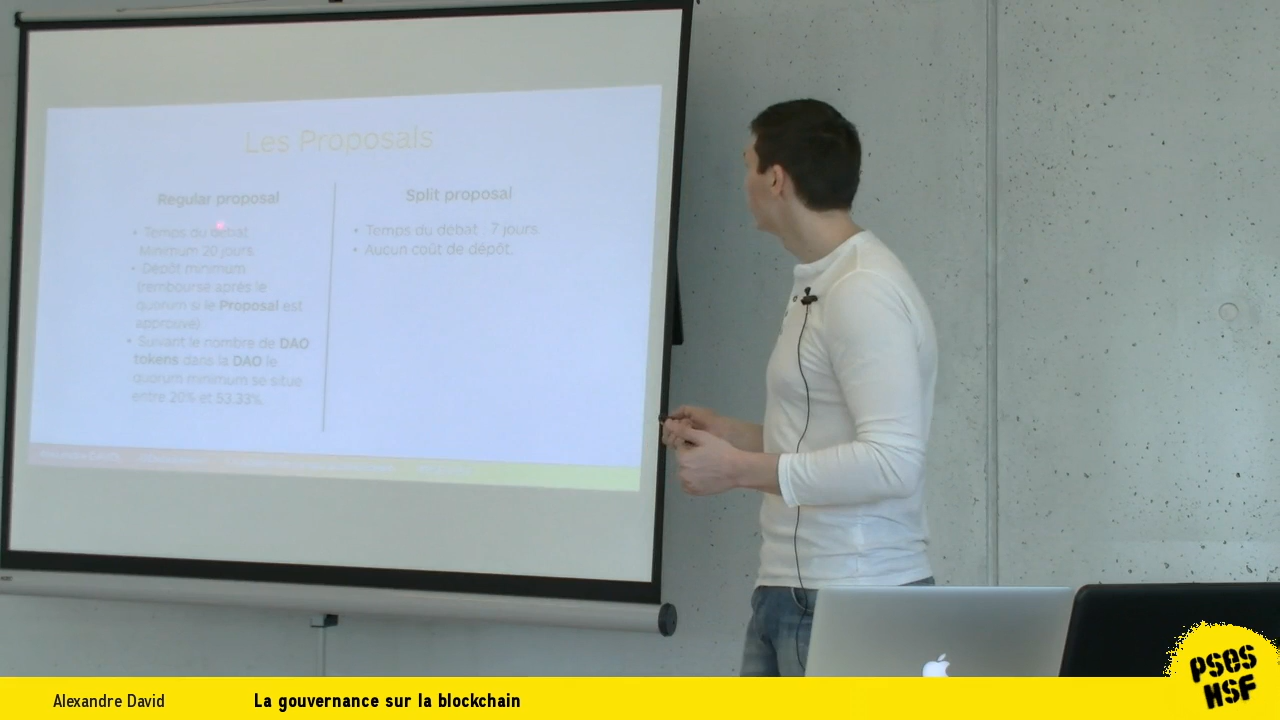 Les Proposals
Regular proposal
• Temps du débat :
Minimum 20 jours.
• Dépôt minimum
(remboursé après le
quorum si le Proposal est
approuvé)
• Suivant le nombre de DAO
tokens dans la DAO le
quorum minimum se situe
entre 20% et 53.33%.
Split proposal
• Temps du débat : 7 jours.
• Aucun coût de dépôt.
Alexandre David
La gouvernance sur la blockchain
PSES
HSF